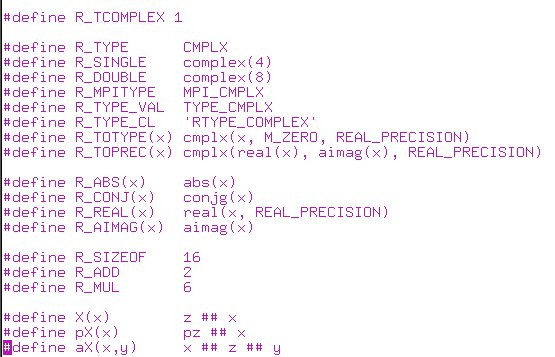 #define R_TCOMPLEX 1
#define R_TYPE CMPLX
#define R_SINGLE complex(4)
#define R_DOUBLE complex(8)
#define R_MPITYPE MPI_CMPLX
#define R_TYPE_VAL TYPE_CMPLX
#define R_TYPE_CL 'RTYPE_COMPLEX'
#define R_TOTYPE(x) cmplx(x, M_ZERO, REAL_PRECISION)
#define R_TOPREC(x) cmplx(real(x), aimag(x), REAL_PRECISION)
#define R_ABS(x) abs(x)
#define R_CONJ(x) conjg(x)
#define R_REAL(x) real(x, REAL_PRECISION)
#define R_AIMAG(x) aimag(x)
#define R_SIZEOF 16
#define R_ADD 2
#define R_MUL 6
#define X(x) z ## x
#define pX(x) pz ## x
#define aX(x,y) x ## z ## y